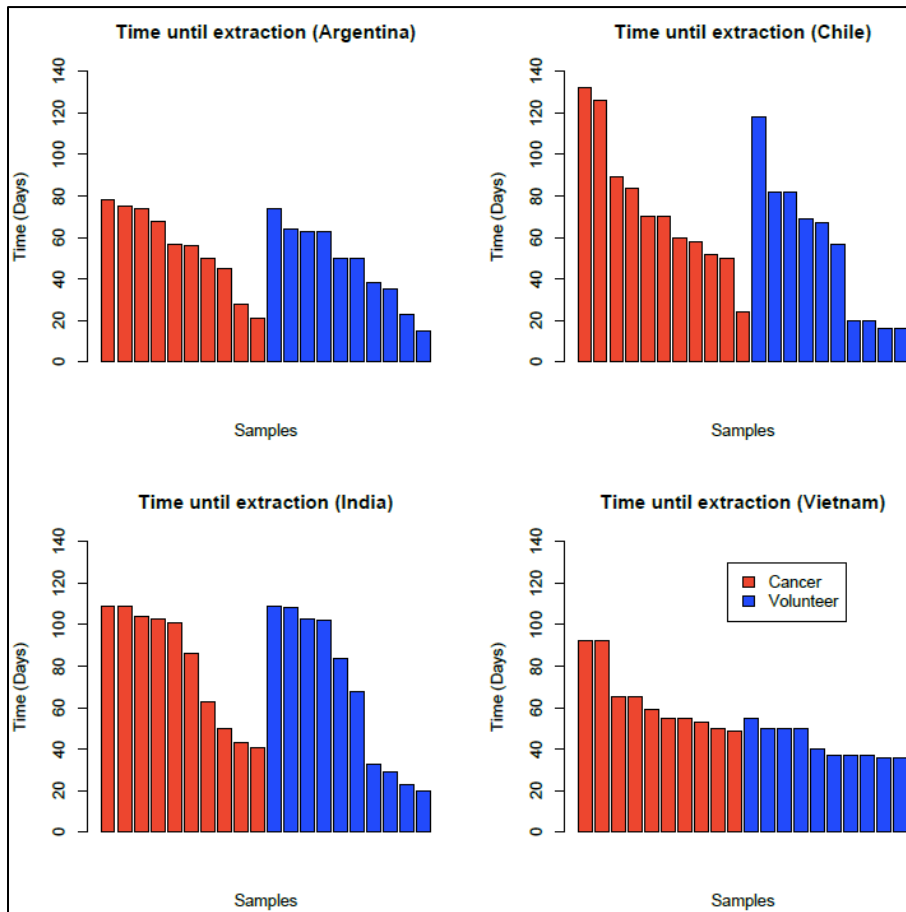 Time until extraction (Argentina)
140
120
100
80
60
40
20
0
Time (Days)
Samples
Time until extraction (Chile)
140
120
100
80
60
40
20
0
Time (Days)
Samples
Time until extraction (India)
140
120
100
80
60
40
20
0
Time (Days)
Samples
Time until extraction (Vietnam)
140
120
100
80
60
40
20
0
Time (Days)
Cancer
Volunteer
Samples